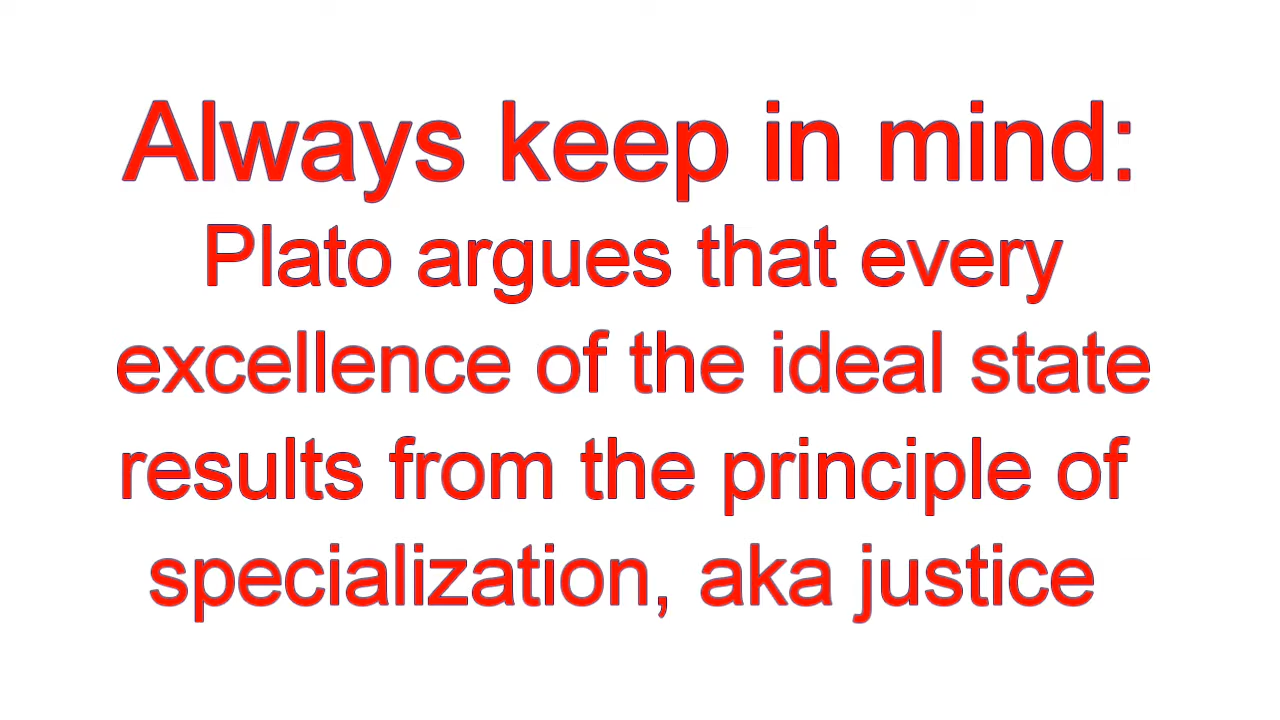 Always keep in mind:
Plato argues that every
excellence of the ideal state
results from the principle of
specialization, aka justice